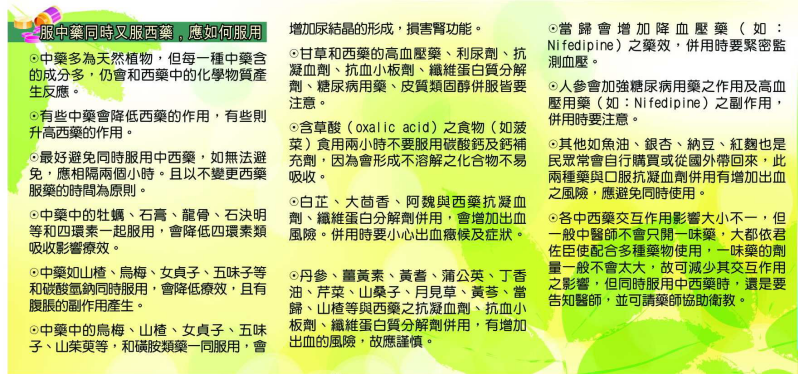 服中藥同時又服西藥，應如何服用
⊙中藥多為天然植物，但每一種中藥含
的成分多，仍會和西藥中的化學物質產
生反應。
⊙有些中藥會降低西藥的作用，有些則
升高西藥的作用。
⊙最好避免同時服用中西藥，如無法避
免，應相隔兩個小時。且以不變更西藥
服藥的時間為原則。
⊙中藥中的牡蠣、石膏、龍骨、石決明
等和四環素一起服用，會降低四環素類
吸收影響療效。
⊙中藥如山楂、烏梅、女貞子、五味子等
和碳酸氫鈉同時服用，會降低療效，且有
腹脹的副作用產生。
⊙中藥中的烏梅、山楂、女貞子、五味
子、山茱萸等，和磺胺類藥一同服用，會
增加尿結晶的形成，損害腎功能。
⊙甘草和西藥的高血壓藥、利尿劑、抗
凝血劑、抗血小板劑、纖維蛋白質分解
劑、糖尿病用藥、皮質類固醇併服皆要
注意。
⊙含草酸（oxalic acid）之食物（如菠
菜）食用兩小時不要服用碳酸鈣及鈣補
充劑，因為會形成不溶解之化合物不易
吸收。
⊙白芷、大茴香、阿魏與西藥抗凝血
劑、纖維蛋白分解劑併用，會增加出血
風險。併用時要小心出血癥候及症狀。
⊙丹參、薑黃素、黃耆、蒲公英、丁香
油、芹菜、山桑子、月見草、黃芩、當
歸、山楂等與西藥之抗凝血劑、抗血小
板劑、纖維蛋白質分解劑併用，有增加
出血的風險，故應謹慎。
⊙當歸會增加降血壓藥（如：
Nifedipine）之藥效，併用時要緊密監
測血壓。
⊙人參會加強糖尿病用藥之作用及高血
壓用藥（如：Nifedipine）之副作用，
併用時要注意。
⊙其他如魚油、銀杏、納豆、紅麴也是
民眾常會自行購買或從國外帶回來，此
兩種藥與口服抗凝血劑併用有增加出血
之風險，應避免同時使用。
⊙各中西藥交互作用影響大小不一，但
一般中醫師不會只開一味藥，大都依君
臣佐使配合多種藥物使用，一味藥的劑
量一般不會太大，故可減少其交互作用
之影響，但同時服用中西藥時，還是要
告知醫師，並可請藥師協助衛教。